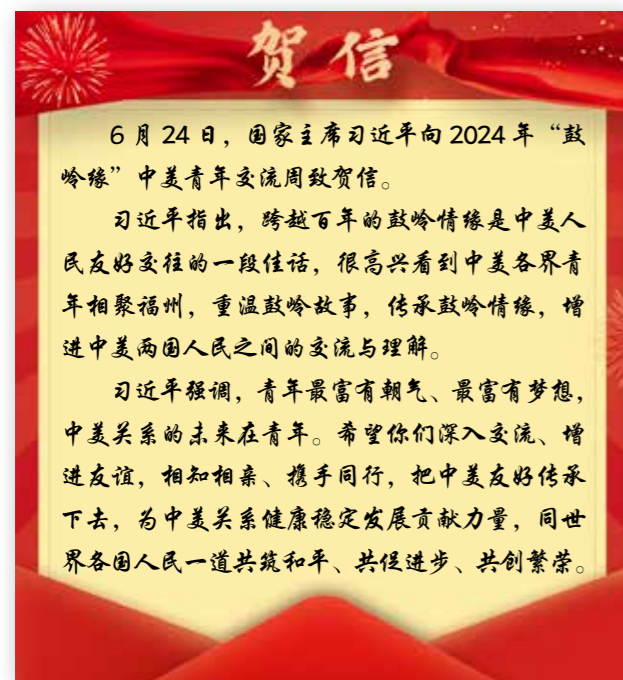 贺信
6月24日，国家主席习近平向2024年“鼓
岭缘”中美青年交流周致贺信。
习近平指出，跨越百年的鼓岭情缘是中美人
民友好交往的一段佳话，很高兴看到中美各界青
年相聚福州，重温鼓岭故事，传承鼓岭情缘，增
进中美两国人民之间的交流与理解。
习近平强调，青年最富有朝气、最富有梦想，
中美关系的未来在青年。希望你们深入交流、增
进友谊，相知相亲、携手同行，把中美友好传承
下去，为中美关系健康稳定发展贡献力量，同世
界各国人民一道共筑和平、共促进步、共创繁荣。